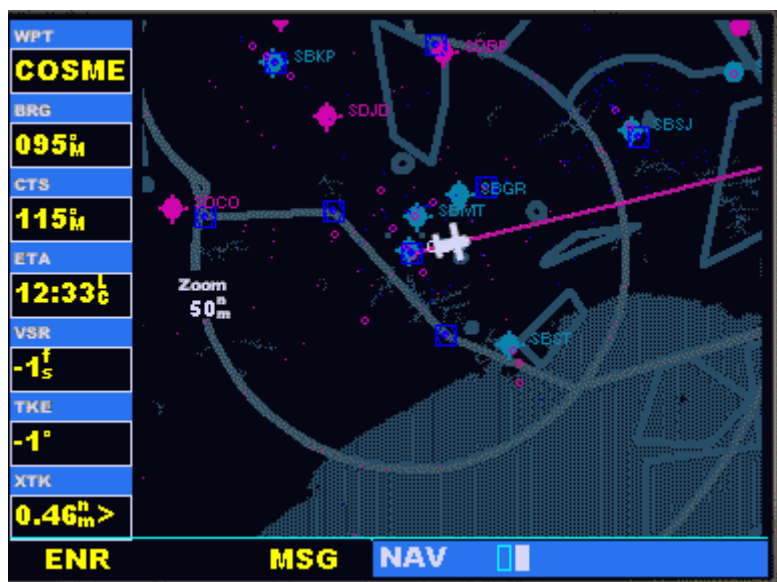 WPT
COSME
BRG
095°M
CTS
115°M
ETA
12:33LC
VSR
-1fs
TKE
-1°
XTK
0.46nm>
ENR
MSG
NAV
SBKP
SDBP
SDJD
SBSJ
SBGR
SBMT
SDCO
Zoom
50nm
SBST